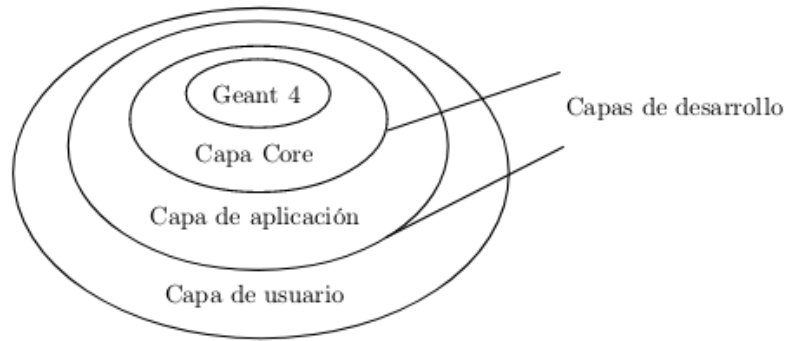 Geant 4
Capas de desarrollo
Capa Core
Capa de aplicación
Capa de usuario